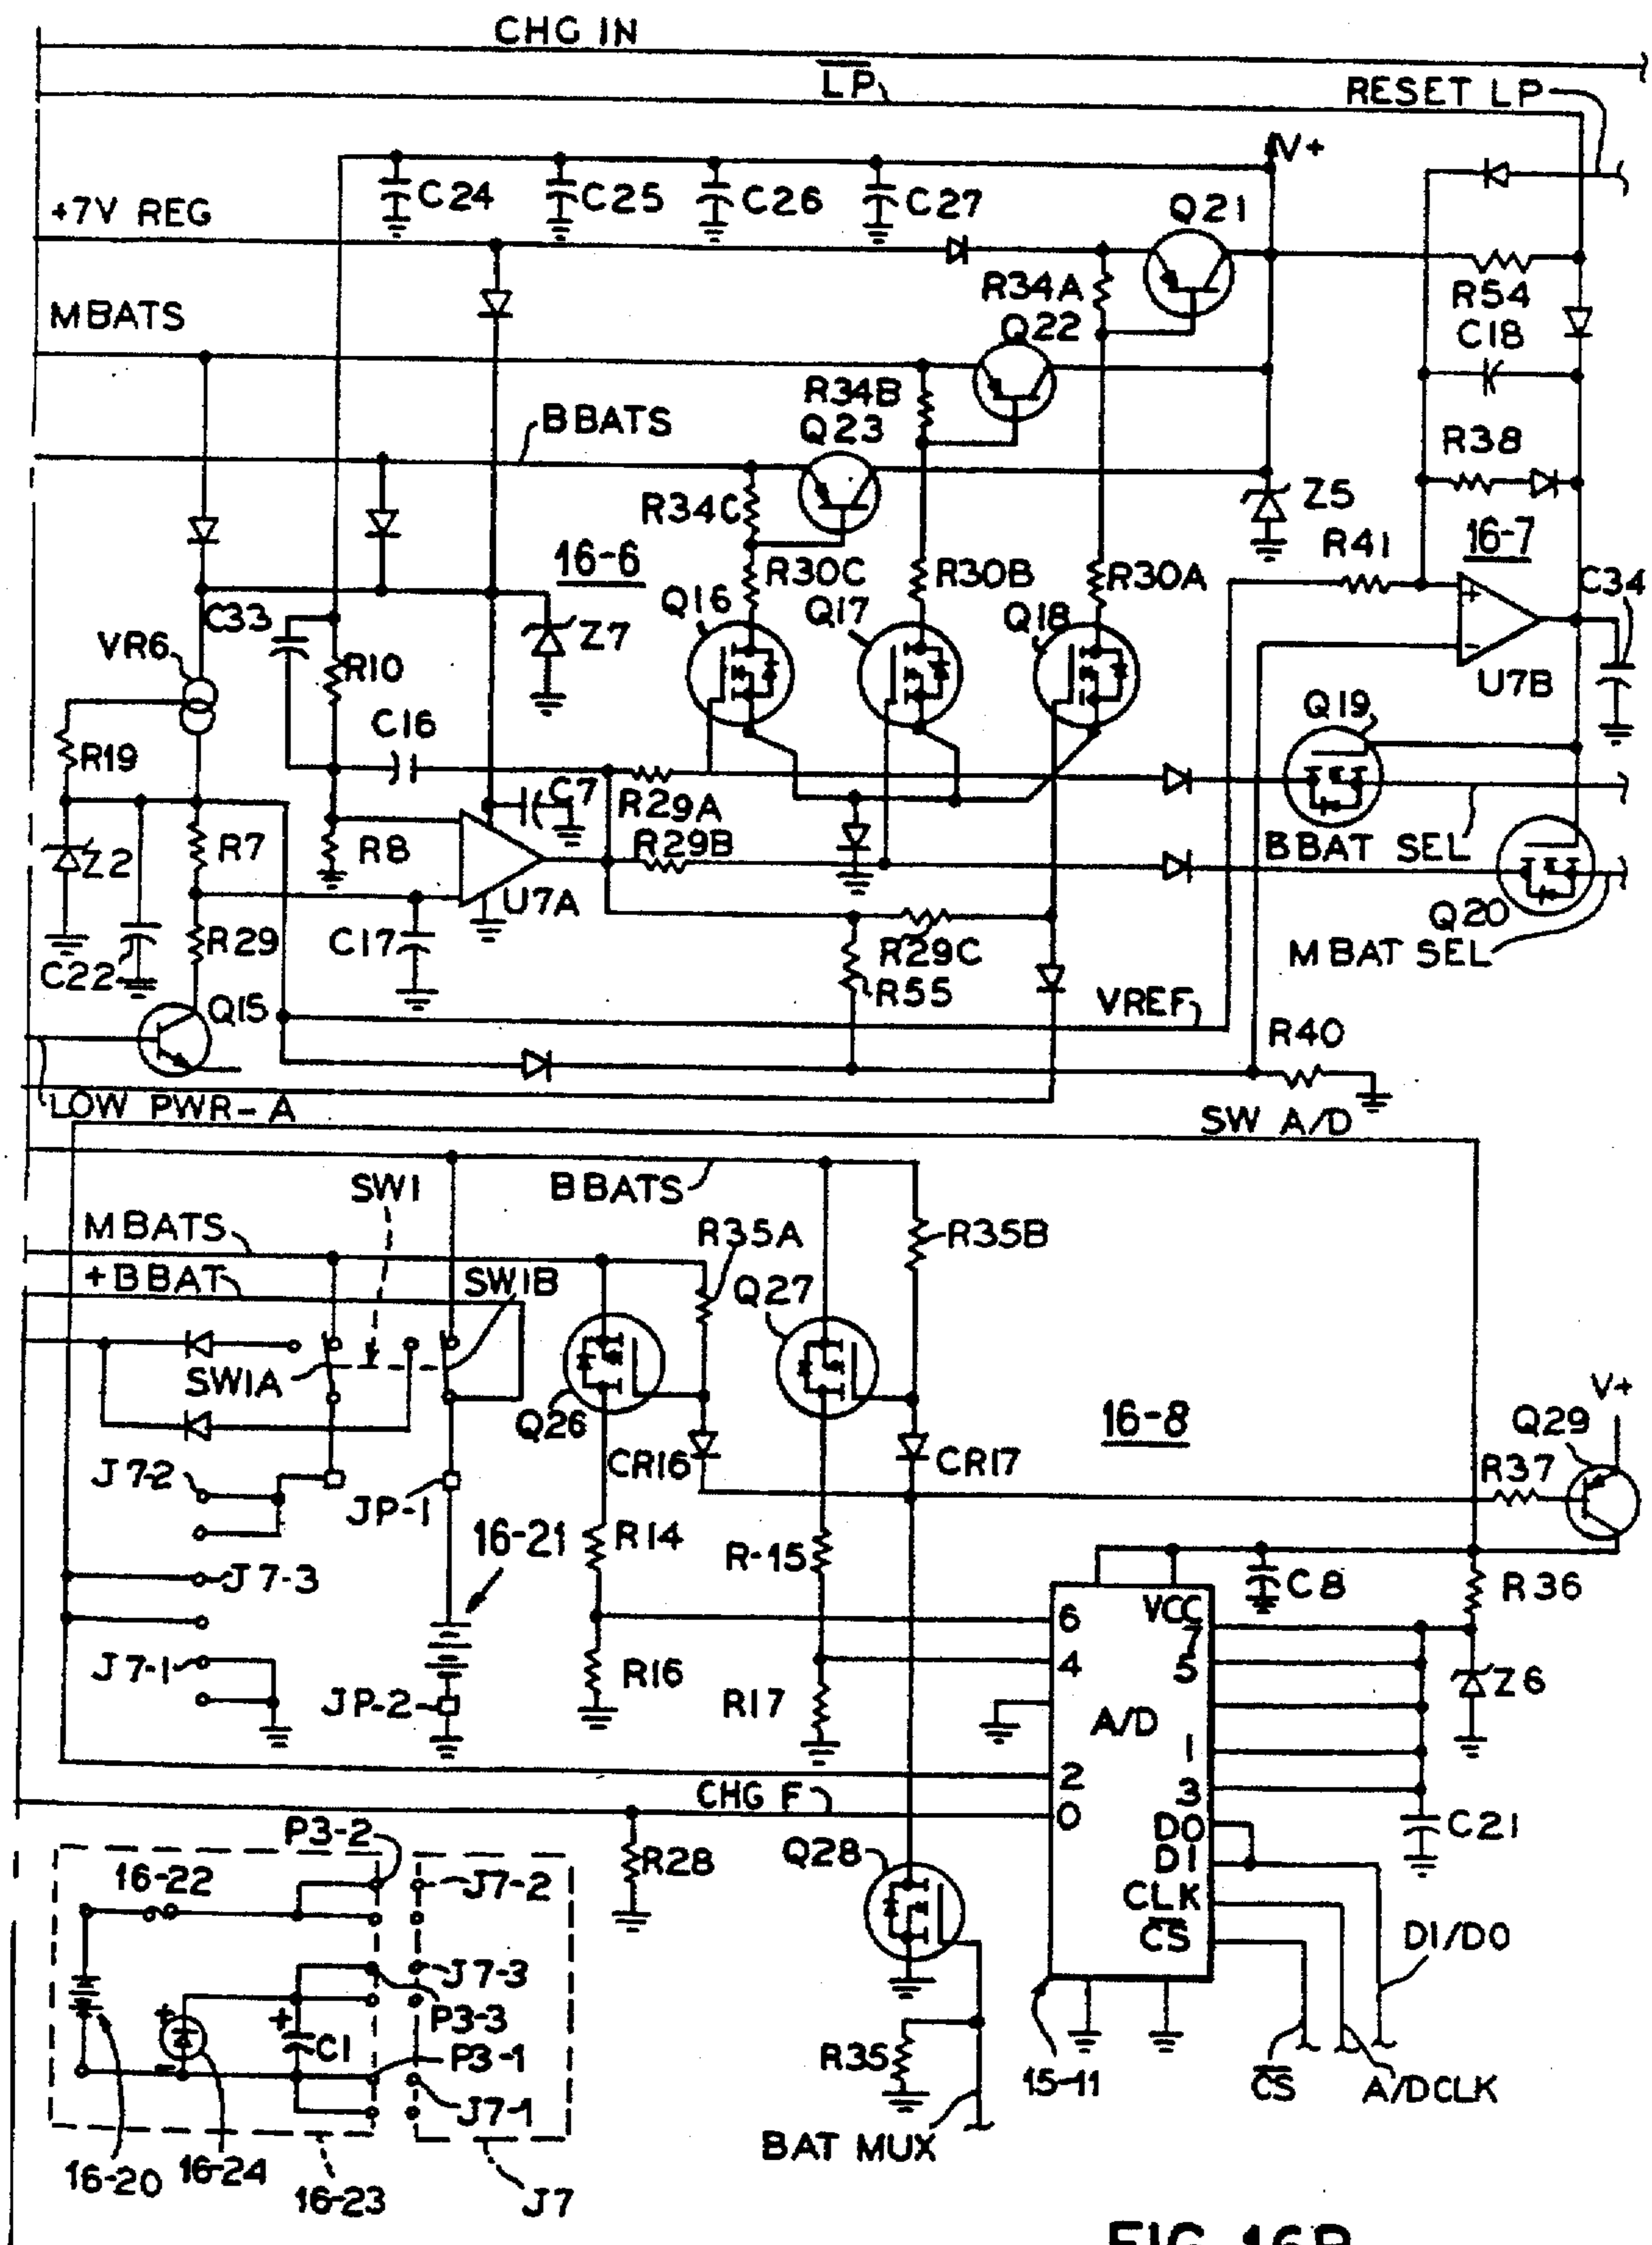 CHG IN
LP
RESET LP
V+
C24
C25
C26
C27
Q21
+7V REG
R34A
R54
MBATS
Q22
C18
R34B
BBATS
Q23
R38
R34C
Z5
16-7
16-6
R41
R30C
R30B
R30A
C34
C33
Q16
Q17
Q18
+
-
VR6
Z7
R10
U7B
Q19
C16
R19
C7
R29A
R29B
BBAT SEL
R7
R8
Z2
U7A
Q20
R29
C17
R29C
MBAT SEL
C22
R55
Q15
VREF
R40
LOW PWR-A
SW A/D
SW1
BBATS
MBATS
R35A
R35B
+BBAT
SW1B
Q27
SW1A
V+
Q26
16-8
Q29
J7-2
CR16
CR17
R37
JP-1
16-21
R14
R-15
J7-3
C8
R36
VCC
6
7
J7-1
R16
4
5
Z6
JP-2
R17
A/D
1
2
3
CHG F
0
P3-2
D0
C21
R28
Q28
D1
16-22
J7-2
CLK
CS
DI/DO
J7-3
+
+
P3-3
C1
-
P3-1
R35
15-11
CS
A/DCLK
J7-1
BAT MUX
16-20
16-24
16-23
J7
FIG. 16B